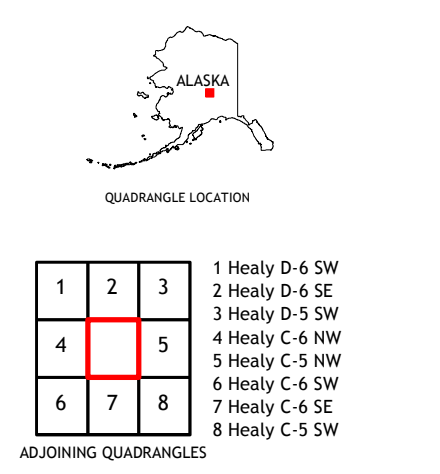 ALASKA
QUADRANGLE LOCATION
1 2 3
4 5
6 7 8
ADJOINING QUADRANGLES
1 Healy D-6 SW
2 Healy D-6 SE
3 Healy D-5 SW
4 Healy C-6 NW
5 Healy C-5 NW
6 Healy C-6 SW
7 Healy C-6 SE
8 Healy C-5 SW